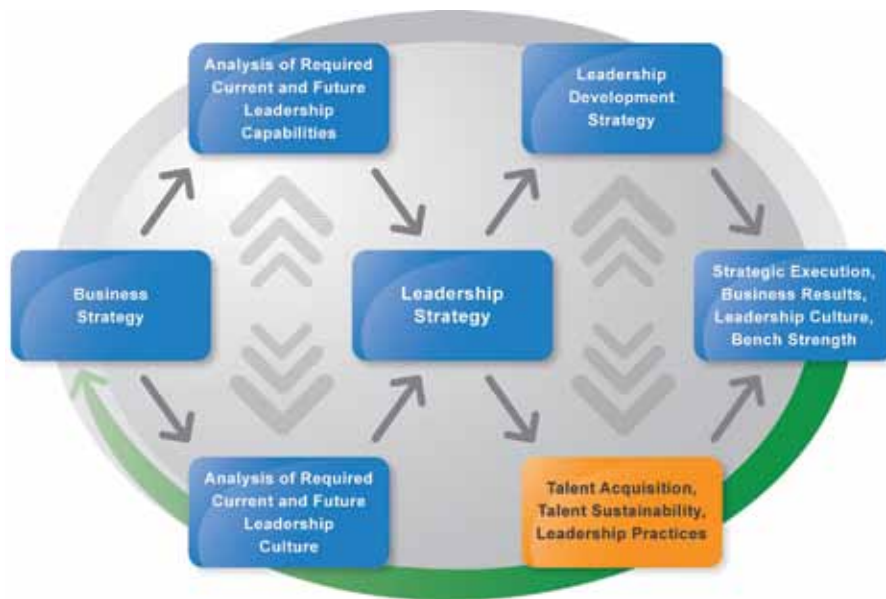 Analysis of Required
Current and Future
Leadership
Capabilities
Leadership
Development
Strategy
Business
Strategy
Leadership
Strategy
Strategic Execution,
Business Results,
Leadership Culture,
Bench Strength
Analysis of Required
Current and Future
Leadership
Culture
Talent Acquisition,
Talent Sustainability,
Leadership Practices